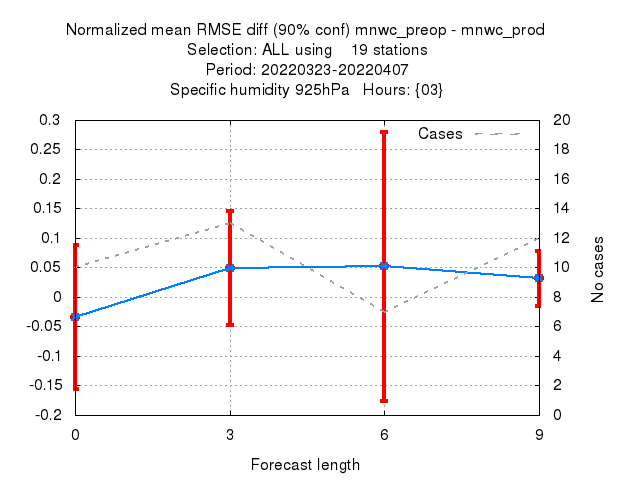 Normalized mean RMSE diff (90% conf) mnwc_preop - mnwc_prod
Selection: ALL using    19 stations
Period: 20220323-20220407
Specific humidity 925hPa   Hours: {03}
Cases
0.3
0.25
0.2
0.15
0.1
0.05
0
-0.05
-0.1
-0.15
-0.2
20
18
16
14
12
10
8
6
4
2
0
No cases
0 3 6 9
Forecast length